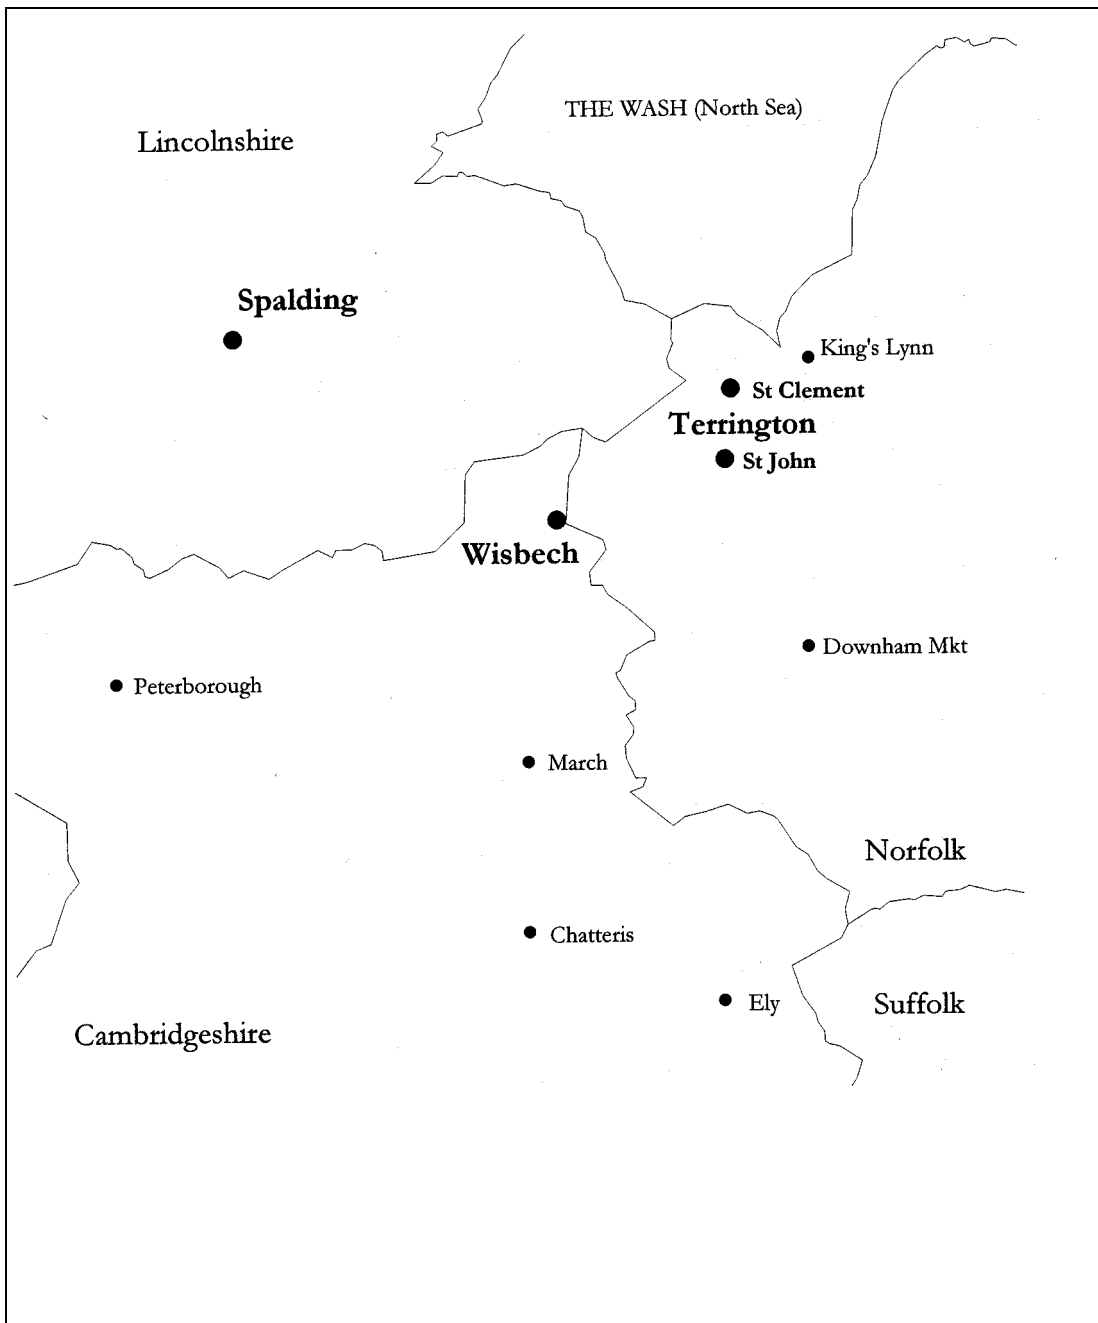 THE WASH (North Sea)
Lincolnshire
Spalding
King's Lynn
St Clement
Terrington
St John
Wisbech
Downham Mkt
Peterborough
March
Norfolk
Chatteris
Ely
Suffolk
Cambridgeshire